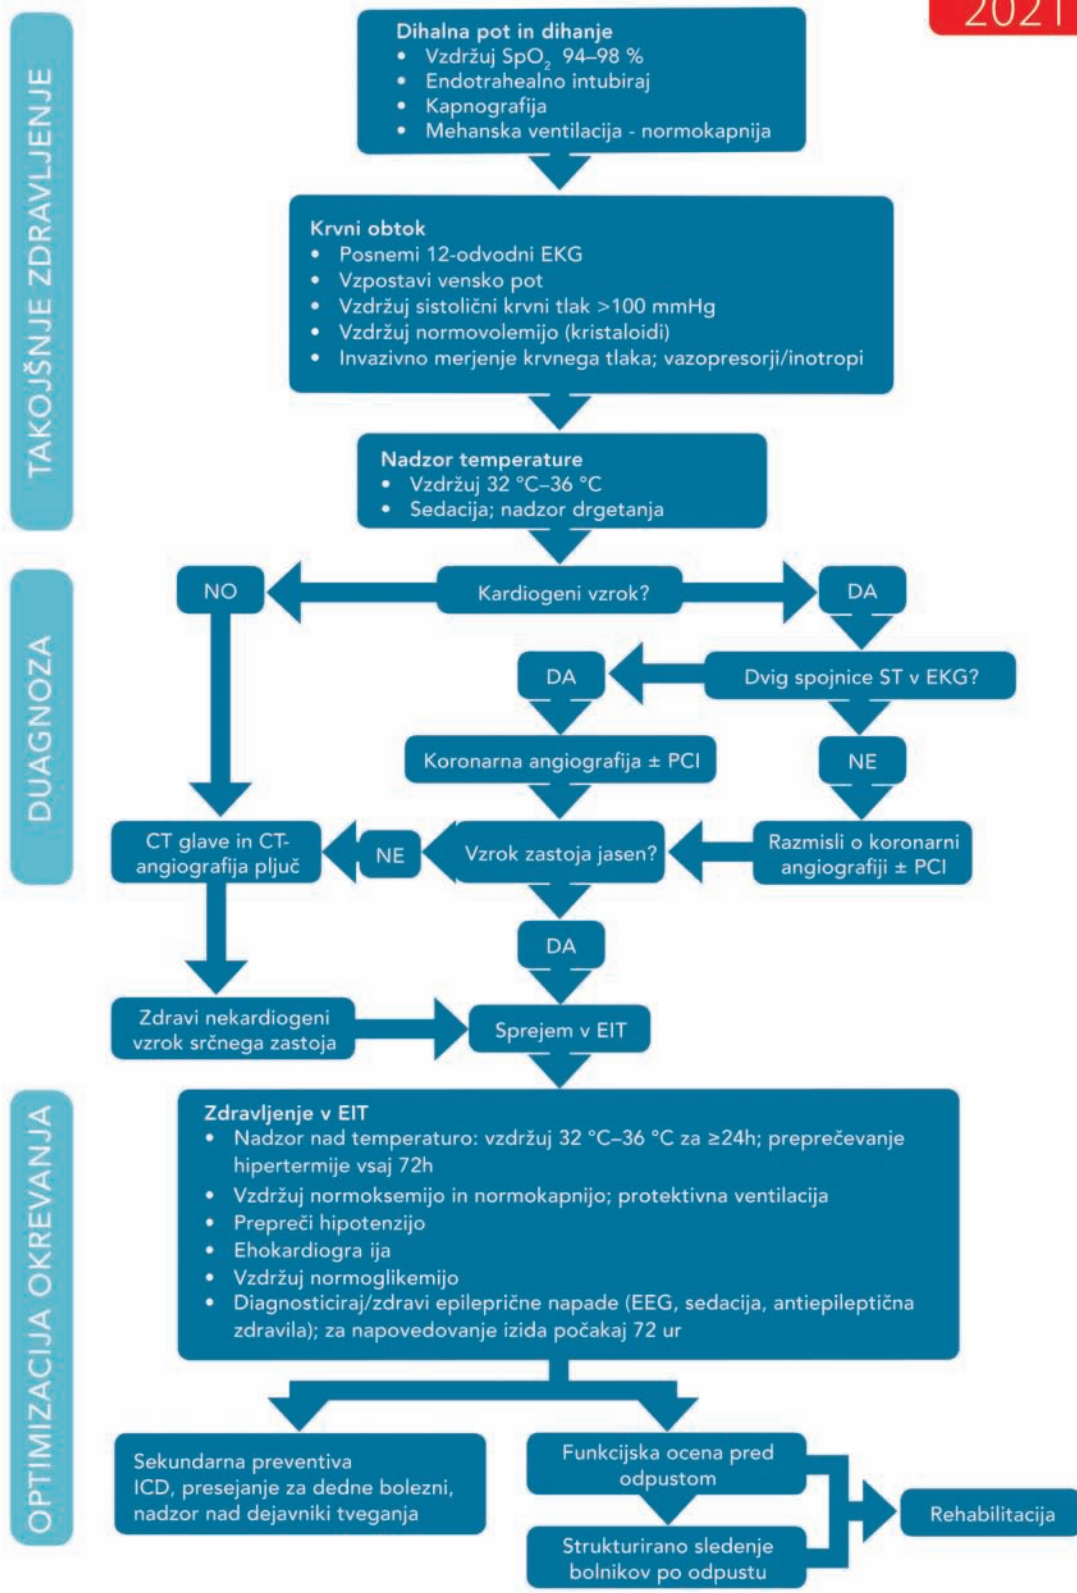 2021
TAKOJŠNJE ZDRAVLJENJE
Dihalna pot in dihanje
• Vzdržuj SpO₂ 94–98 %
• Endotrahealno intubiraj
• Kapnografija
• Mehanska ventilacija - normokapnija
Krvni obtok
• Posnemi 12-odvodni EKG
• Vzpostavi vensko pot
• Vzdržuj sistolični krvni tlak >100 mmHg
• Vzdržuj normovolemijo (kristaloidi)
• Invazivno merjenje krvnega tlaka; vazopresorji/inotropi
Nadzor temperature
• Vzdržuj 32 °C–36 °C
• Sedacija; nadzor drgetanja
DUAGNOZA
NO
Kardiogeni vzrok?
DA
DA
Dvig spojnice ST v EKG?
Koronarna angiografija ± PCI
NE
CT glave in CT-
angiografija pljuč
NE
Vzrok zastoja jasen?
Razmisli o koronarni
angiografiji ± PCI
DA
Zdravi nekardiogeni
vzrok srčnega zastoja
Sprejem v EIT
OPTIMIZACIJA OKREVANJA
Zdravljenje v EIT
• Nadzor nad temperaturo: vzdržuj 32 °C–36 °C za ≥24h; preprečevanje
hipertermije vsaj 72h
• Vzdržuj normoksemijo in normokapnijo; protektivna ventilacija
• Prepreči hipotenzijo
• Ehokardiogra ija
• Vzdržuj normoglikemijo
• Diagnosticiraj/zdravi epileprične napade (EEG, sedacija, antiepileptična
zdravila); za napovedovanje izida počakaj 72 ur
Sekundarna preventiva
ICD, presejanje za dedne bolezni,
nadzor nad dejavniki tveganja
Funkcijska ocena pred
odpustom
Strukturirano sledenje
bolnikov po odpustu
Rehabilitacija